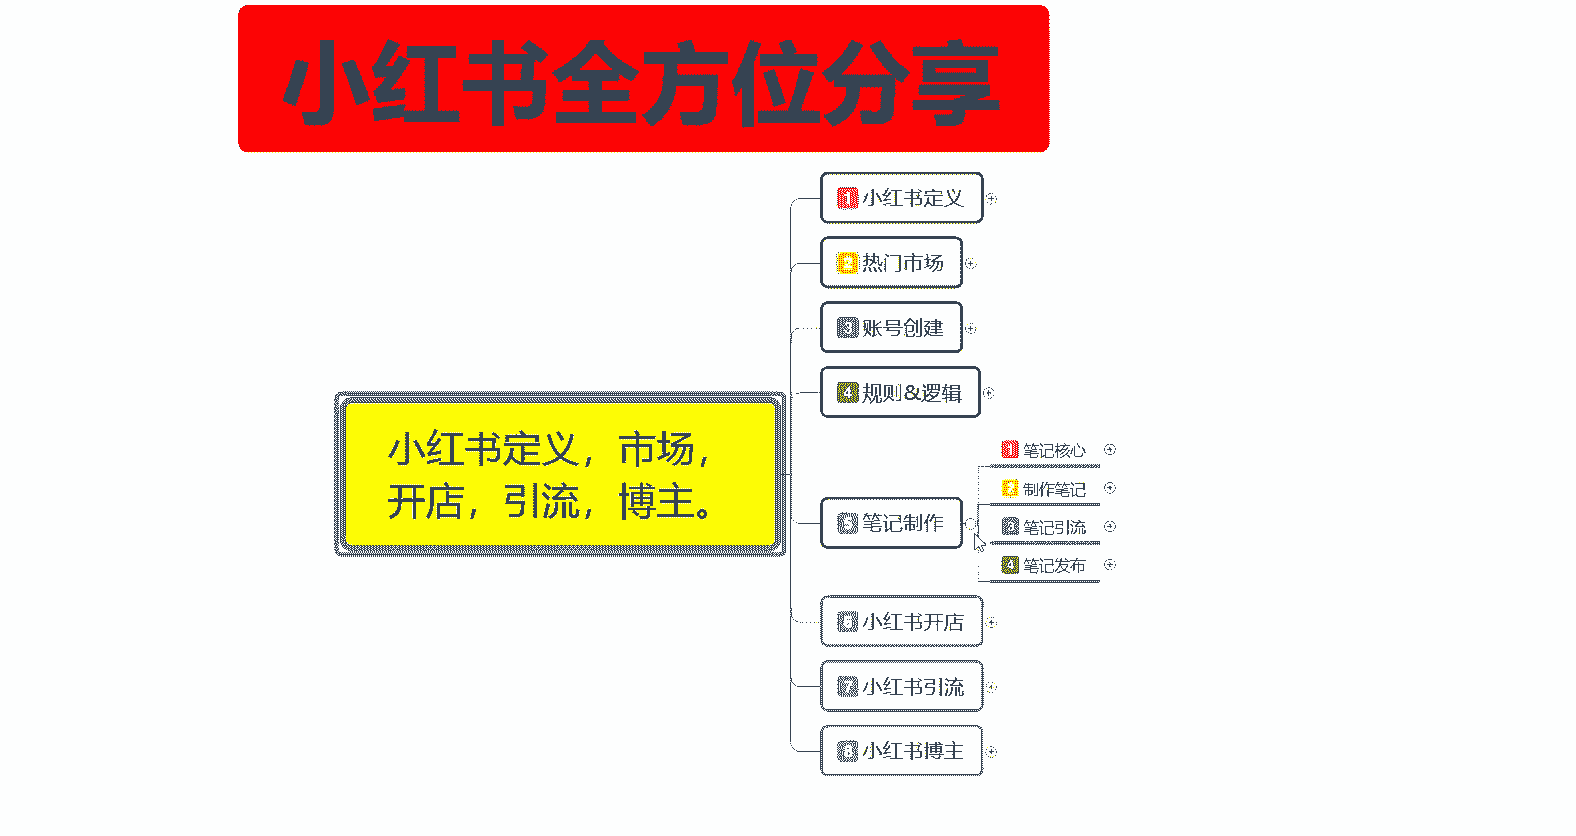 小红书全方位分享
1 小红书定义
2 热门市场
3 账号创建
4 规则&逻辑
小红书定义，市场，
开店，引流，博主。
5 笔记制作
1 笔记核心
2 制作笔记
3 笔记引流
4 笔记发布
6 小红书开店
7 小红书引流
8 小红书博主